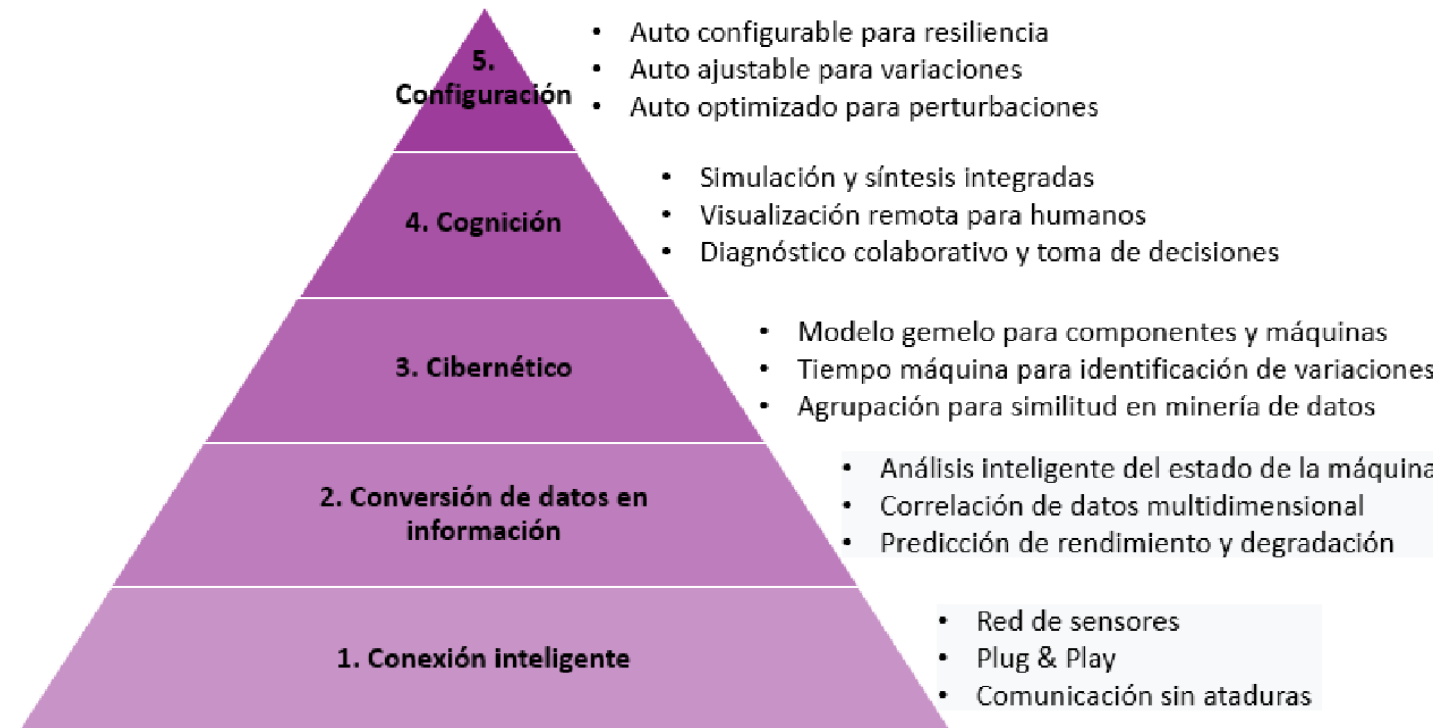 5.
Configuración
• Auto configurable para resiliencia
• Auto ajustable para variaciones
• Auto optimizado para perturbaciones
4. Cognición
• Simulación y síntesis integradas
• Visualización remota para humanos
• Diagnóstico colaborativo y toma de decisiones
3. Cibernético
• Modelo gemelo para componentes y máquinas
• Tiempo máquina para identificación de variaciones
• Agrupación para similitud en minería de datos
2. Conversión de datos en
información
• Análisis inteligente del estado de la máquina
• Correlación de datos multidimensional
• Predicción de rendimiento y degradación
1. Conexión inteligente
• Red de sensores
• Plug & Play
• Comunicación sin ataduras